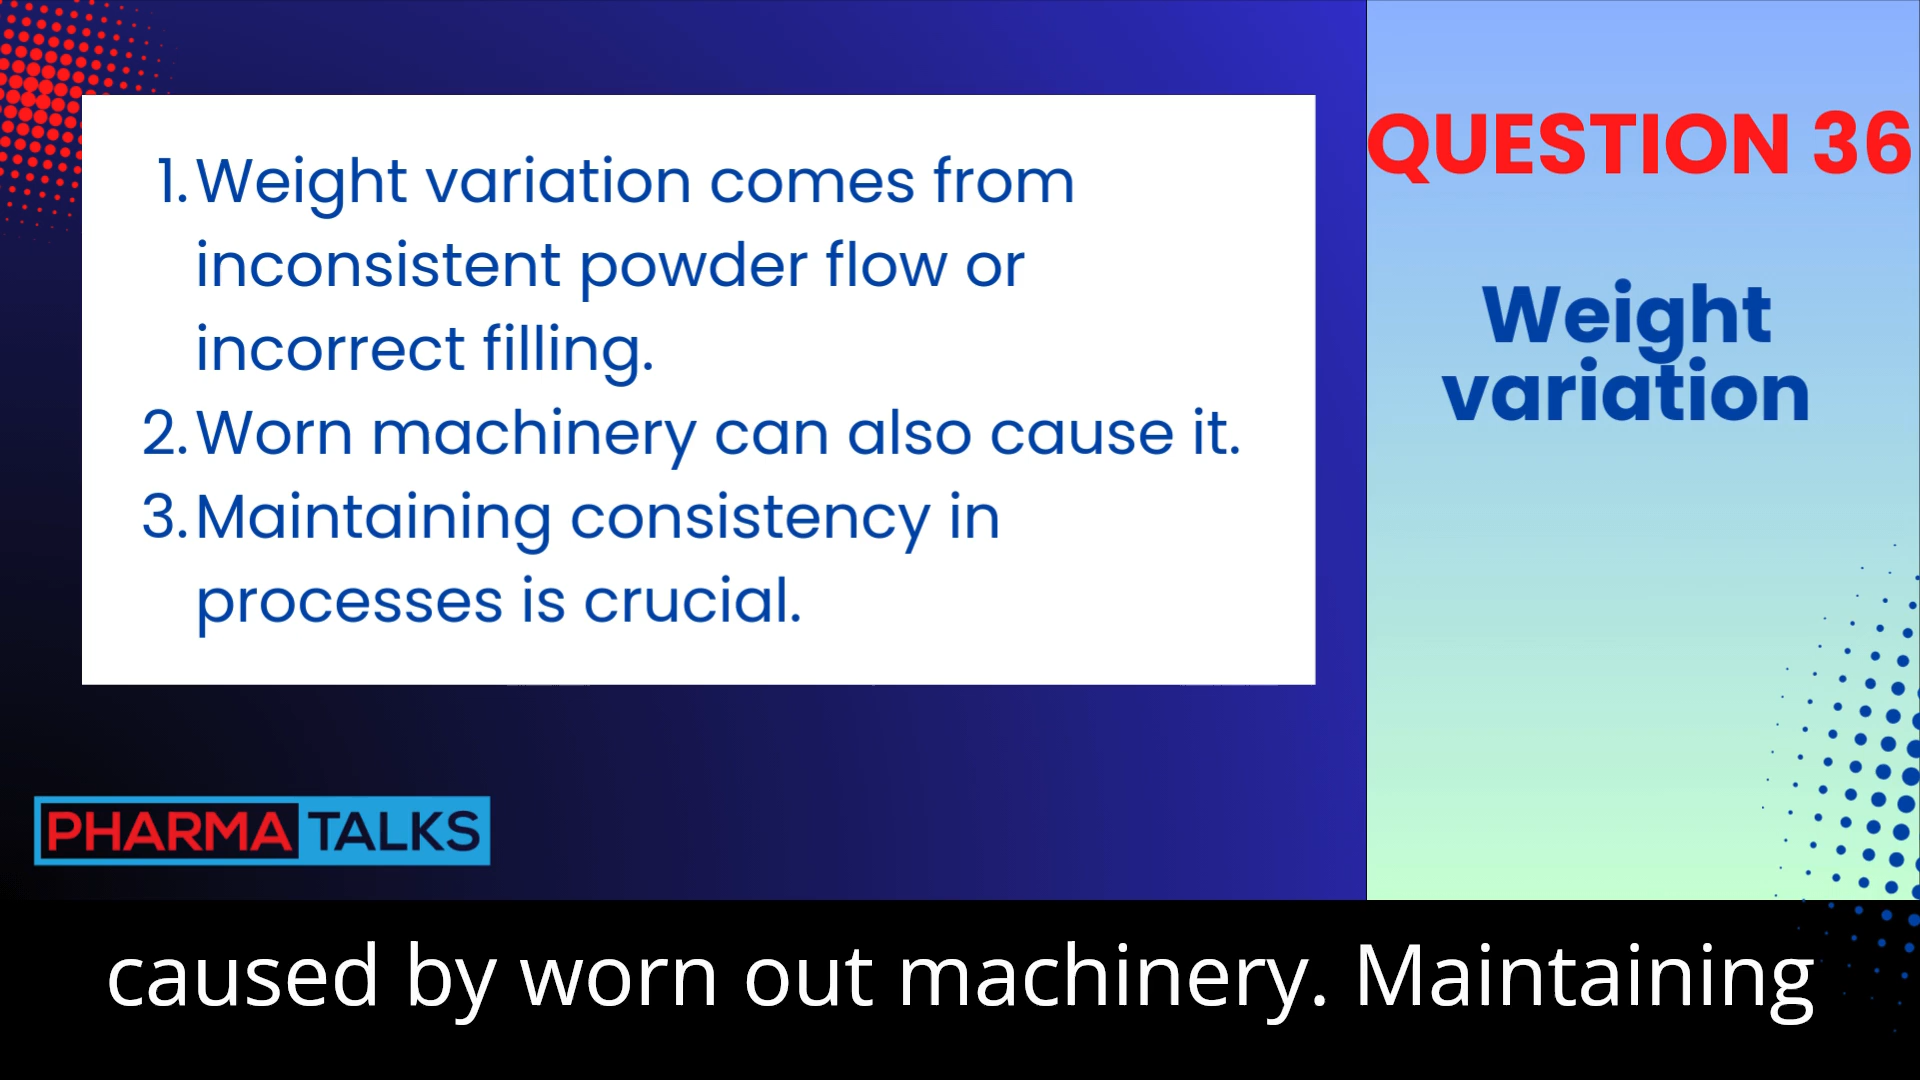 1. Weight variation comes from
inconsistent powder flow or
incorrect filling.
2. Worn machinery can also cause it.
3. Maintaining consistency in
processes is crucial.
QUESTION 36
Weight
variation
PHARMA TALKS
caused by worn out machinery. Maintaining